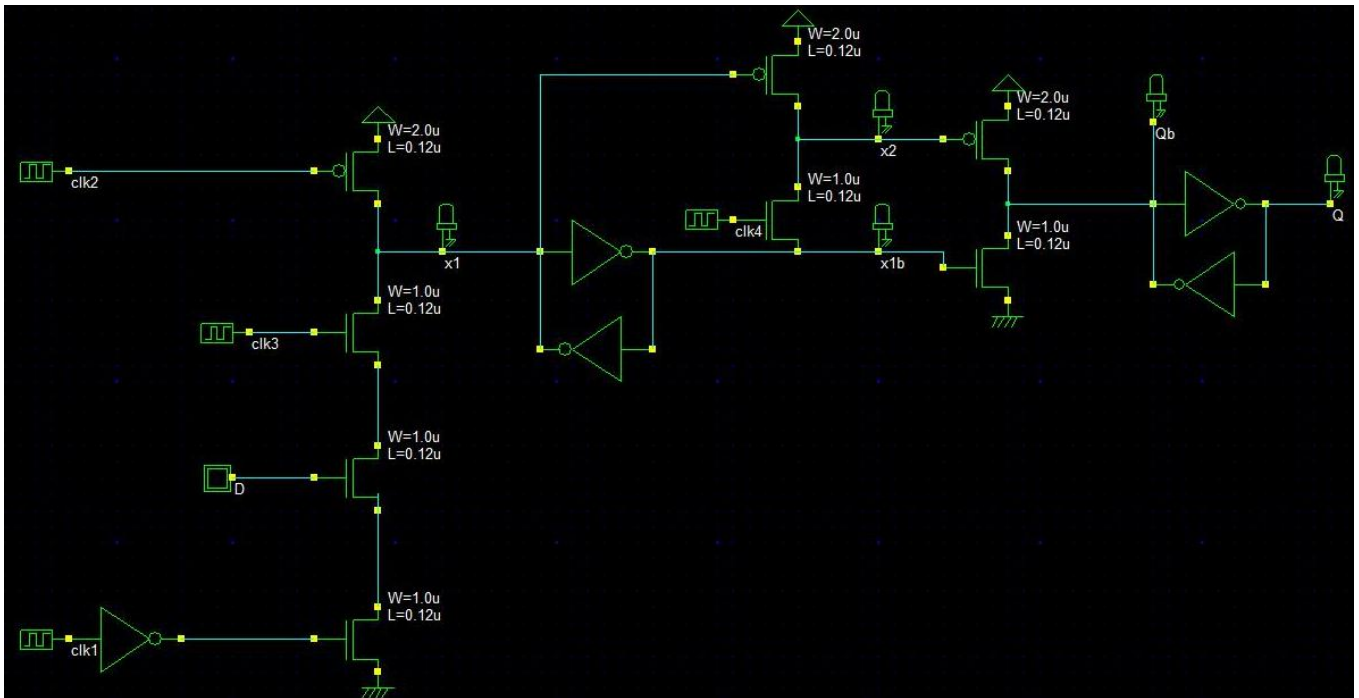 W=2.0u
L=0.12u
W=2.0u
L=0.12u
Qb
W=2.0u
L=0.12u
x2
clk2
Q
W=1.0u
L=0.12u
clk4
W=1.0u
L=0.12u
x1
x1b
W=1.0u
L=0.12u
clk3
W=1.0u
L=0.12u
D
W=1.0u
L=0.12u
clk1